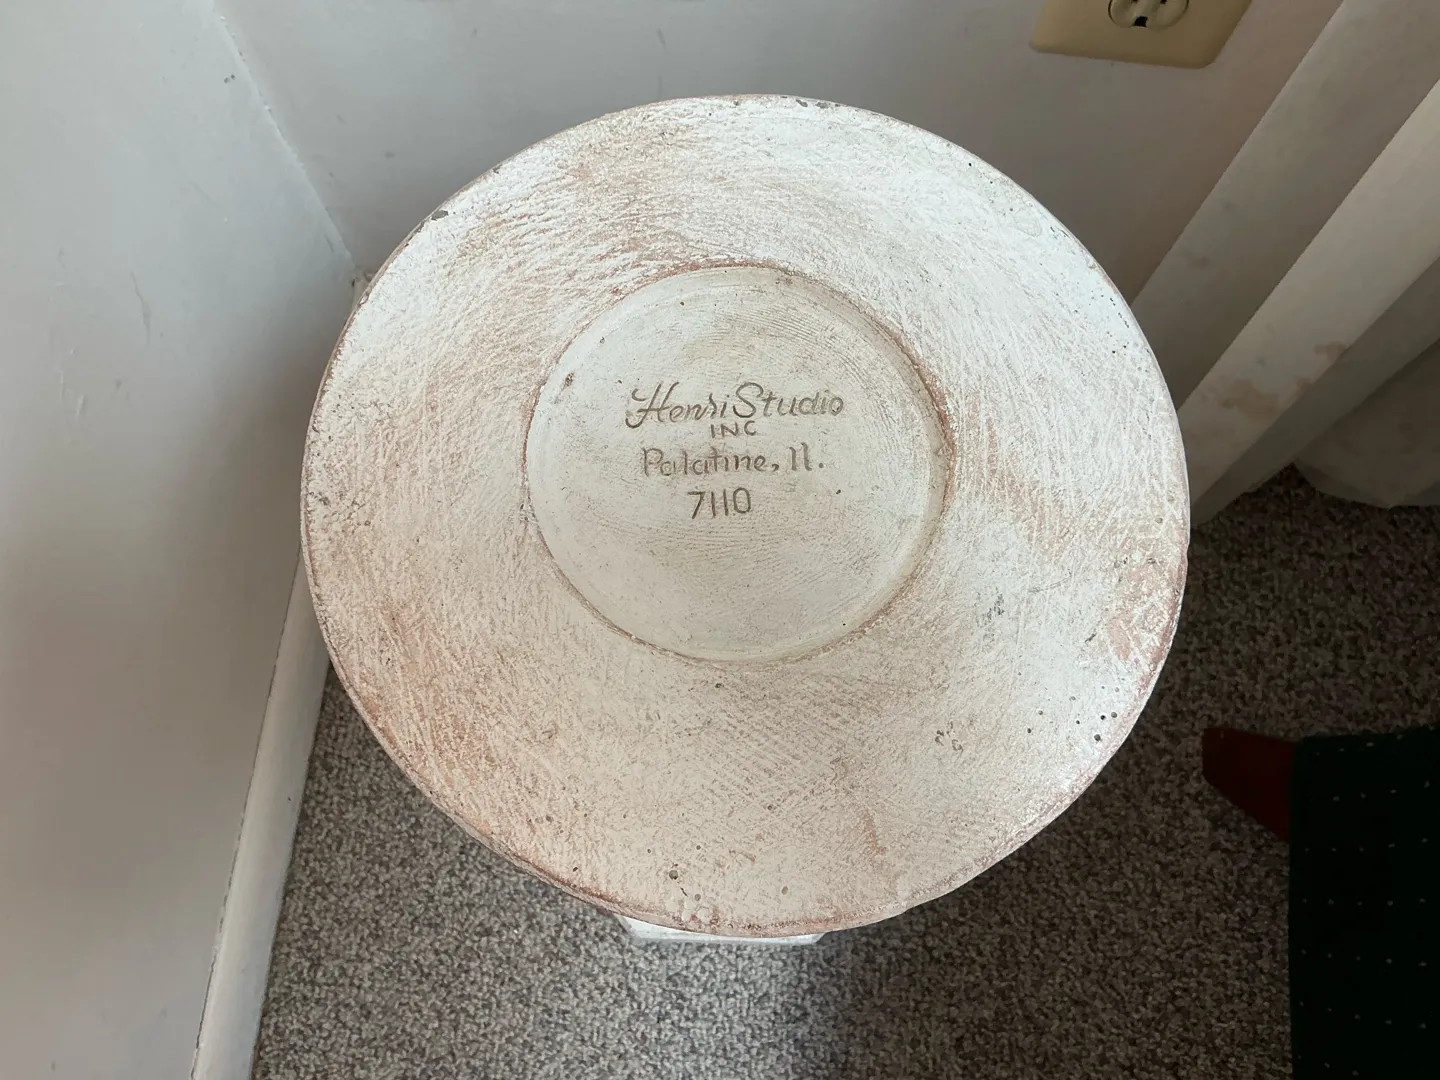 Henri Studio
INC
Palatine, Il.
7110